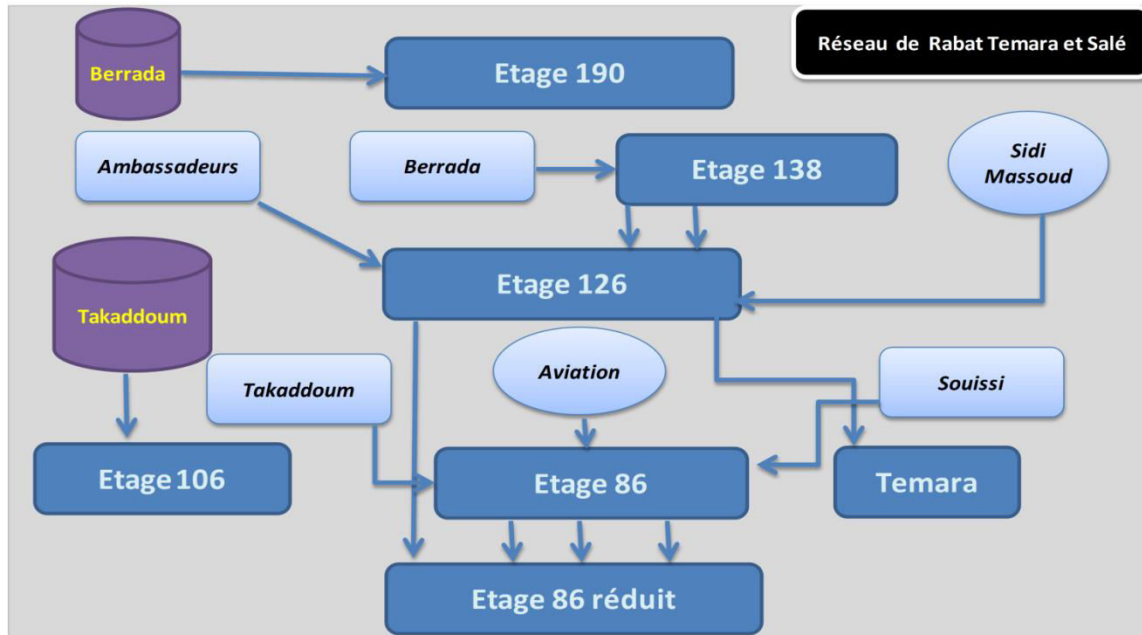 Réseau de Rabat Temara et Salé
Berrada
Etage 190
Ambassadeurs
Berrada
Etage 138
Sidi
Massoud
Etage 126
Takaddoum
Takaddoum
Aviation
Souissi
Etage 106
Etage 86
Temara
Etage 86 réduit